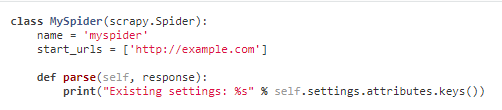 class MySpider(scrapy.Spider):
    name = 'myspider'
    start_urls = ['http://example.com']

    def parse(self, response):
        print("Existing settings: %s" % self.settings.attributes.keys())